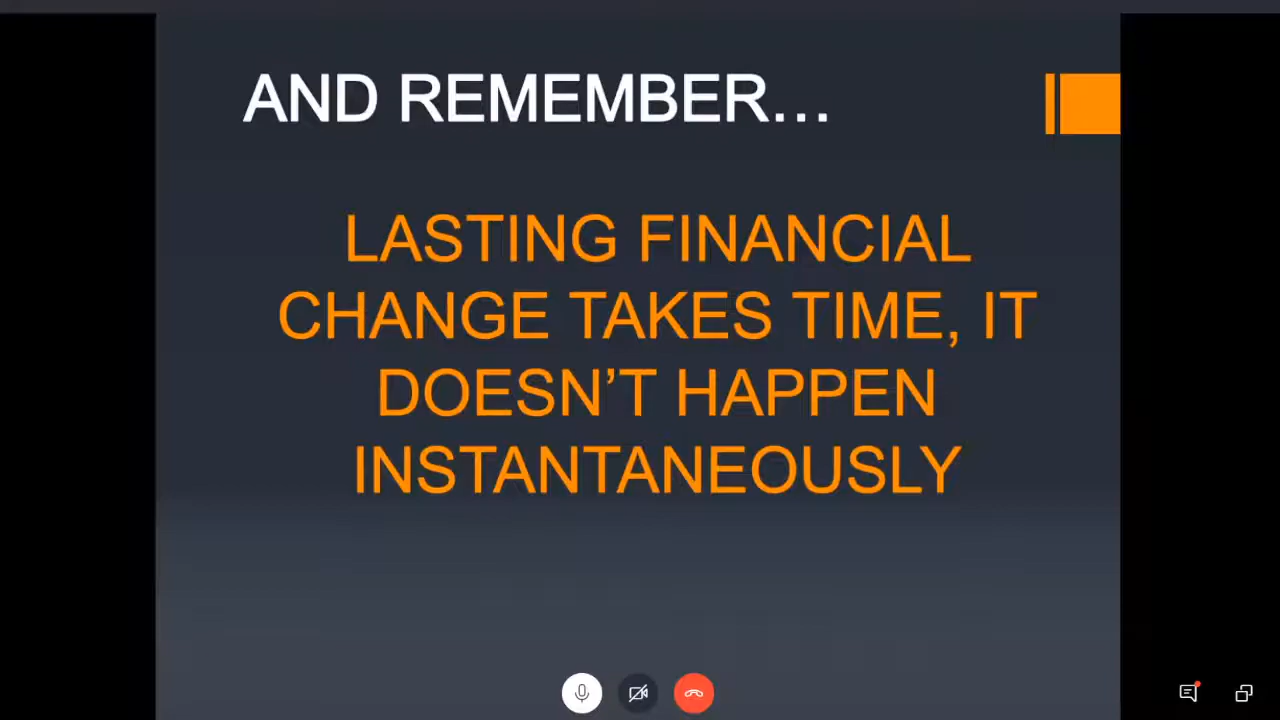 AND REMEMBER…
LASTING FINANCIAL
CHANGE TAKES TIME, IT
DOESN’T HAPPEN
INSTANTANEOUSLY